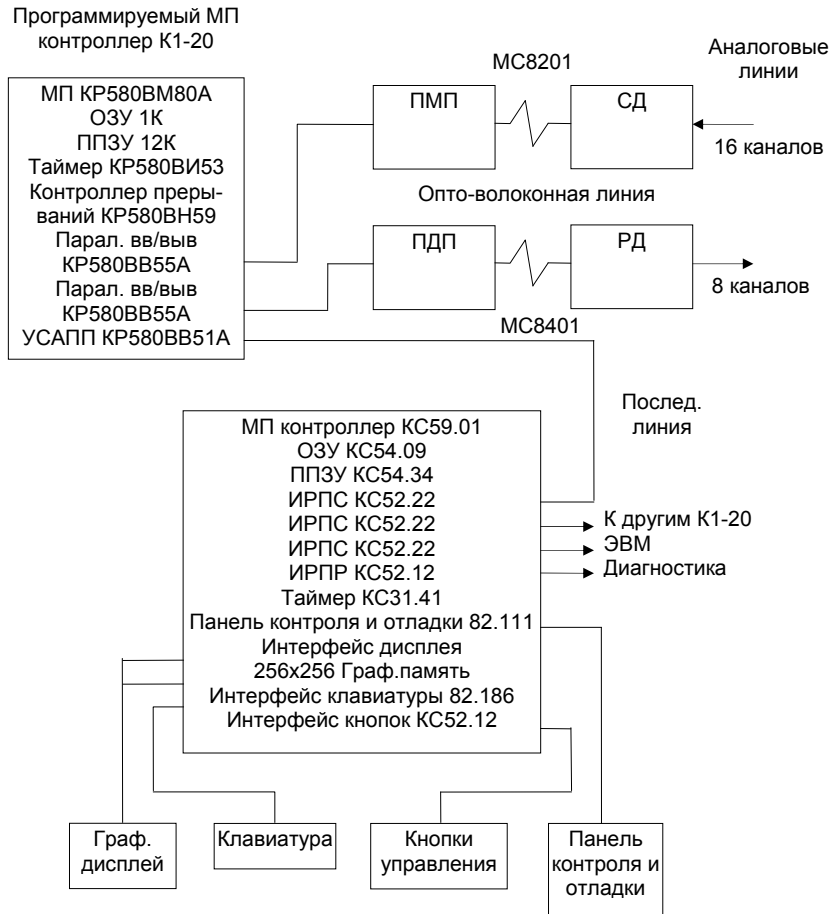 Программируемый МП
контроллер К1-20
МП КР580ВМ80А
ОЗУ 1К
ППЗУ 12К
Таймер КР580ВИ53
Контроллер преры-
ваний КР580ВН59
Парал. вв/выв
КР580ВВ55А
Парал. вв/выв
КР580ВВ55А
УСАПП КР580ВВ51А
МС8201
Аналоговые
линии
ПМП
СД
16 каналов
Опто-волоконная линия
ПДП
РД
8 каналов
МС8401
Послед.
линия
МП контроллер КС59.01
ОЗУ КС54.09
ППЗУ КС54.34
ИРПС КС52.22
ИРПС КС52.22
ИРПС КС52.22
ИРПР КС52.12
Таймер КС31.41
Панель контроля и отладки 82.111
Интерфейс дисплея
256х256 Граф.память
Интерфейс клавиатуры 82.186
Интерфейс кнопок КС52.12
К другим К1-20
ЭВМ
Диагностика
Граф.
дисплей
Клавиатура
Кнопки
управления
Панель
контроля и
отладки